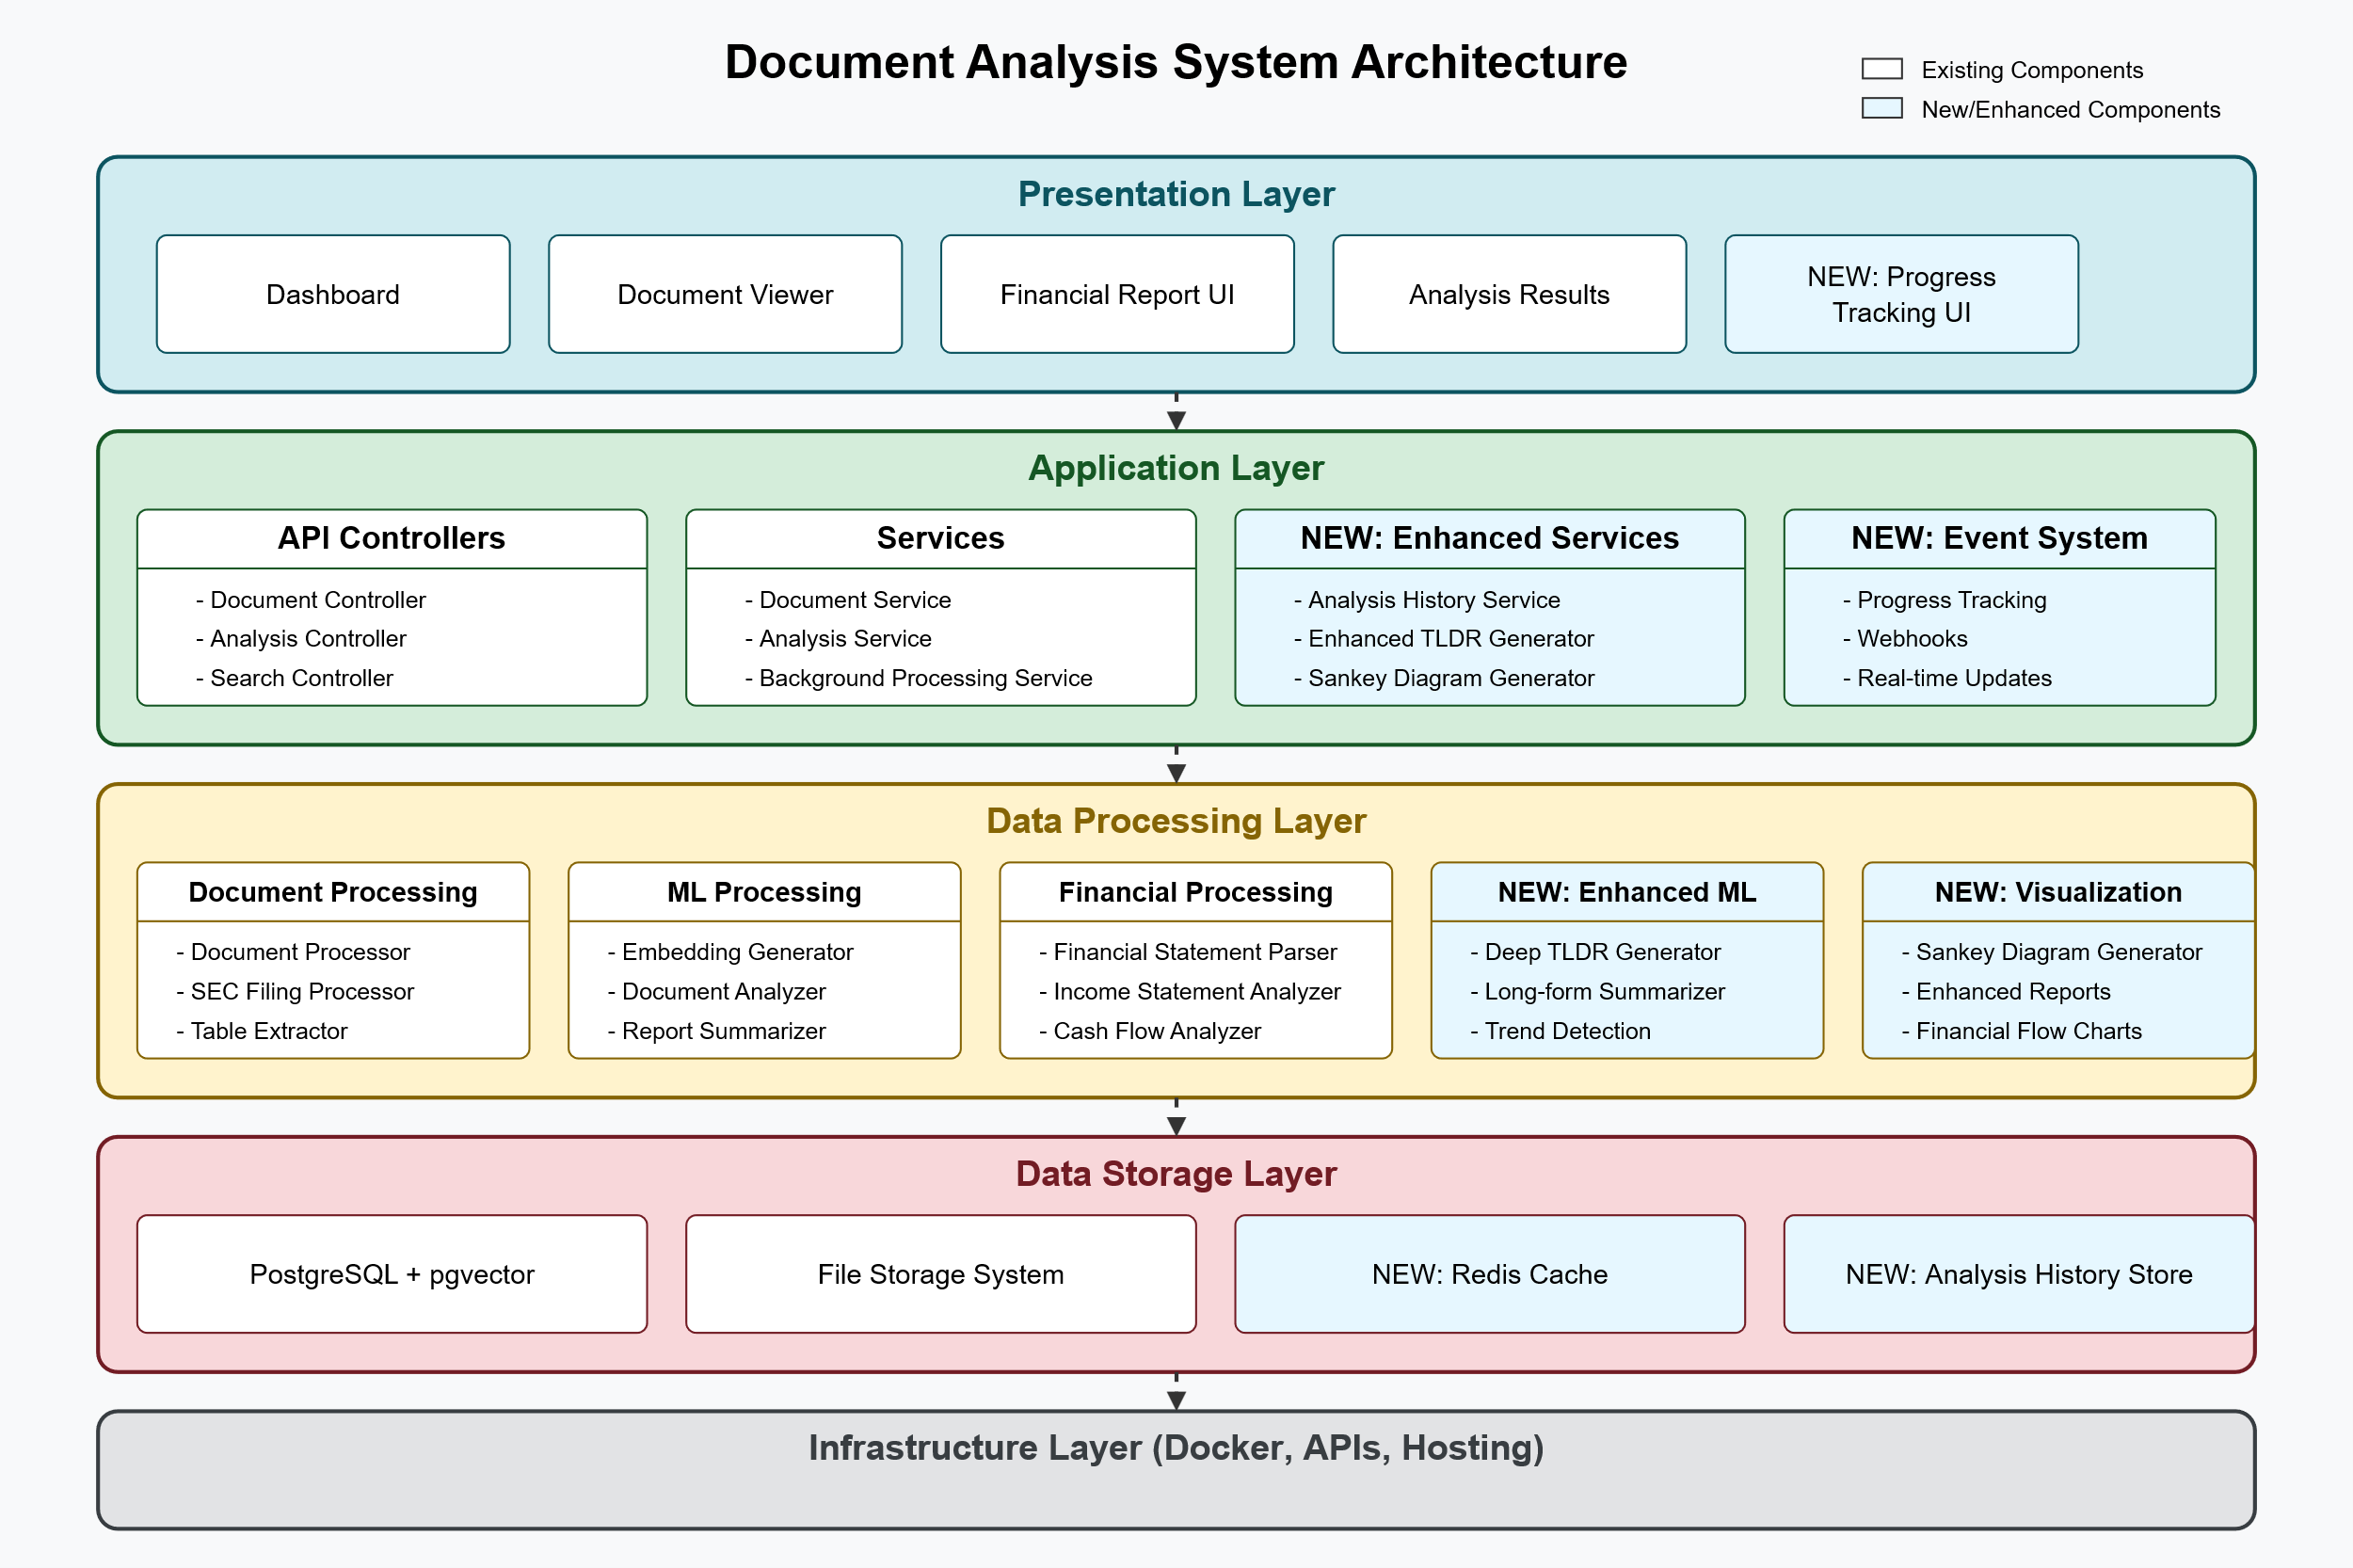 Document Analysis System Architecture
Existing Components
New/Enhanced Components
Presentation Layer
Dashboard
Document Viewer
Financial Report UI
Analysis Results
NEW: Progress
Tracking UI
Application Layer
API Controllers
- Document Controller
- Analysis Controller
- Search Controller
Services
- Document Service
- Analysis Service
- Background Processing Service
NEW: Enhanced Services
- Analysis History Service
- Enhanced TLDR Generator
- Sankey Diagram Generator
NEW: Event System
- Progress Tracking
- Webhooks
- Real-time Updates
Data Processing Layer
Document Processing
- Document Processor
- SEC Filing Processor
- Table Extractor
ML Processing
- Embedding Generator
- Document Analyzer
- Report Summarizer
Financial Processing
- Financial Statement Parser
- Income Statement Analyzer
- Cash Flow Analyzer
NEW: Enhanced ML
- Deep TLDR Generator
- Long-form Summarizer
- Trend Detection
NEW: Visualization
- Sankey Diagram Generator
- Enhanced Reports
- Financial Flow Charts
Data Storage Layer
PostgreSQL + pgvector
File Storage System
NEW: Redis Cache
NEW: Analysis History Store
Infrastructure Layer (Docker, APIs, Hosting)